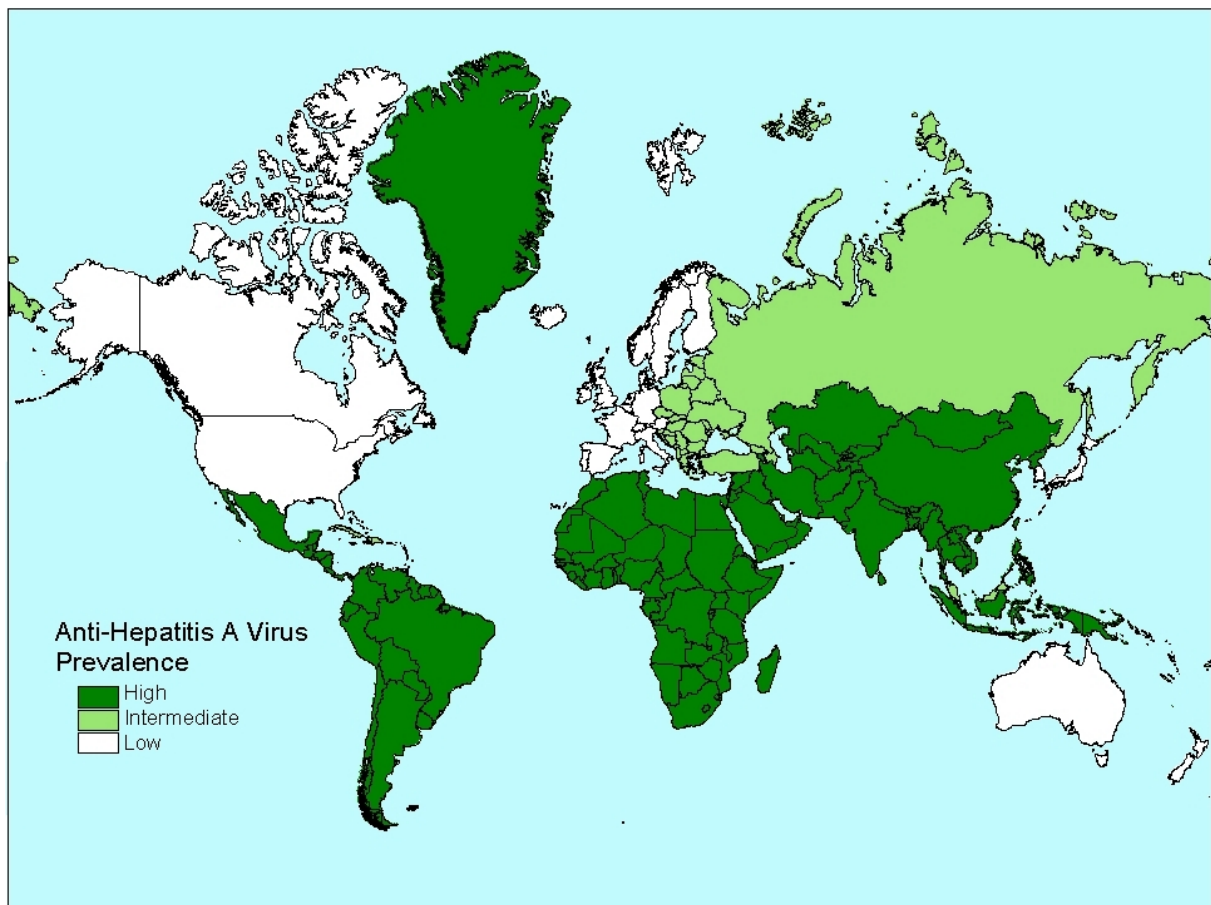 Anti-Hepatitis A Virus
Prevalence
High
Intermediate
Low